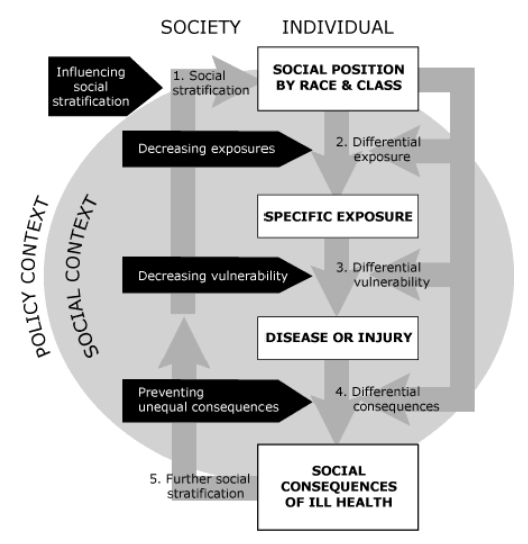 SOCIETY
INDIVIDUAL
Influencing
social
stratification
1. Social
stratification
SOCIAL POSITION
BY RACE & CLASS
Decreasing exposures
2. Differential
exposure
POLICY CONTEXT
SOCIAL CONTEXT
SPECIFIC EXPOSURE
Decreasing vulnerability
3. Differential
vulnerability
DISEASE OR INJURY
Preventing
unequal consequences
4. Differential
consequences
5. Further social
stratification
SOCIAL
CONSEQUENCES
OF ILL HEALTH